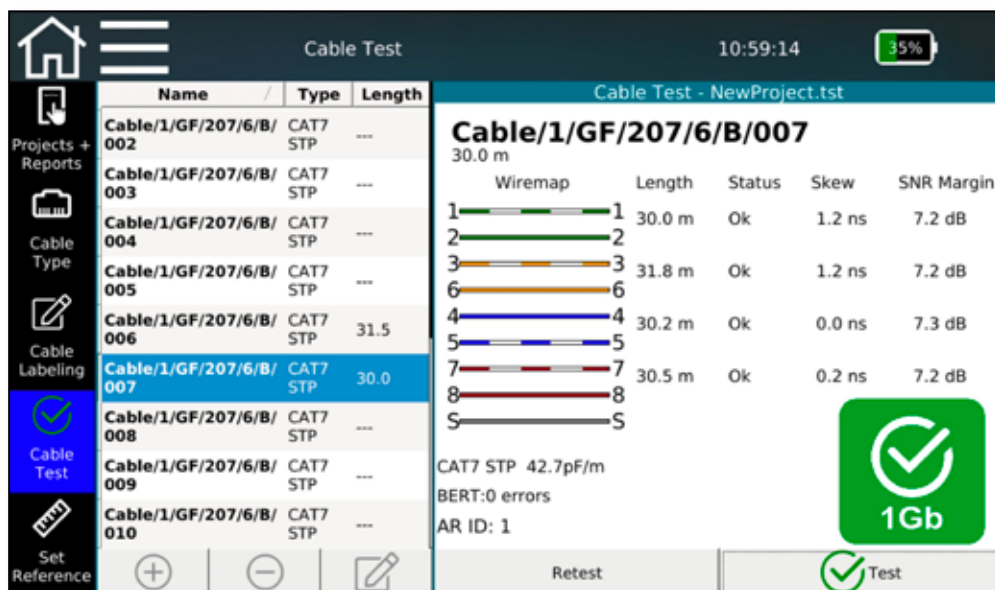 Cable Test
10:59:14
35%
Projects +
Reports
Cable
Type
Cable
Labeling
Cable
Test
Set
Reference
Name / Type Length
Cable/1/GF/207/6/B/ CAT7
002 STP ---
Cable/1/GF/207/6/B/ CAT7
003 STP ---
Cable/1/GF/207/6/B/ CAT7
004 STP ---
Cable/1/GF/207/6/B/ CAT7
005 STP ---
Cable/1/GF/207/6/B/ CAT7
006 STP 31.5
Cable/1/GF/207/6/B/ CAT7
007 STP 30.0
Cable/1/GF/207/6/B/ CAT7
008 STP ---
Cable/1/GF/207/6/B/ CAT7
009 STP ---
Cable/1/GF/207/6/B/ CAT7
010 STP ---
Cable Test - NewProject.tst
Cable/1/GF/207/6/B/007
30.0 m
Wiremap Length Status Skew SNR Margin
1 1 30.0 m Ok 1.2 ns 7.2 dB
2 2
3 3 31.8 m Ok 1.2 ns 7.2 dB
6 6
4 4 30.2 m Ok 0.0 ns 7.3 dB
5 5
7 7 30.5 m Ok 0.2 ns 7.2 dB
8 8
S S
CAT7 STP 42.7pF/m
BERT:0 errors
AR ID: 1
1Gb
Retest
Test